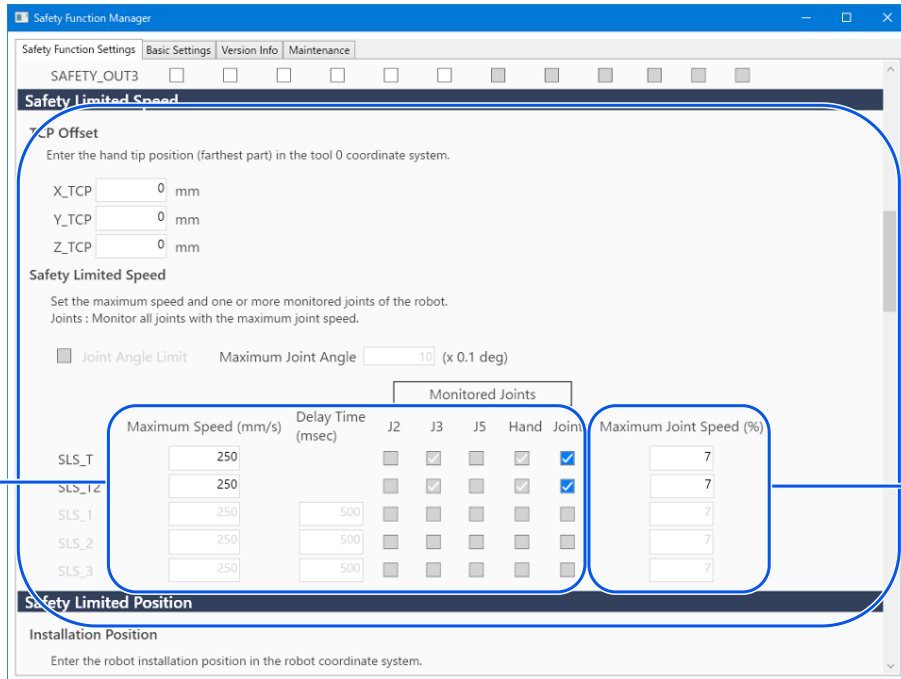 Safety Function Manager
Safety Function Settings Basic Settings Version Info Maintenance
SAFETY_OUT3
Safety Limited Speed
TCP Offset
Enter the hand tip position (farthest part) in the tool 0 coordinate system.
X_TCP 0 mm
Y_TCP 0 mm
Z_TCP 0 mm
Safety Limited Speed
Set the maximum speed and one or more monitored joints of the robot.
Joints : Monitor all joints with the maximum joint speed.
Joint Angle Limit Maximum Joint Angle 10 (x 0.1 deg)
Monitored Joints
Maximum Speed (mm/s) Delay Time (msec) J2 J3 J5 Hand Joint Maximum Joint Speed (%)
SLS_T 250 7
SLS_T2 250 7
SLS_1 250 500 7
SLS_2 250 500 7
SLS_3 250 500 7
Safety Limited Position
Installation Position
Enter the robot installation position in the robot coordinate system.